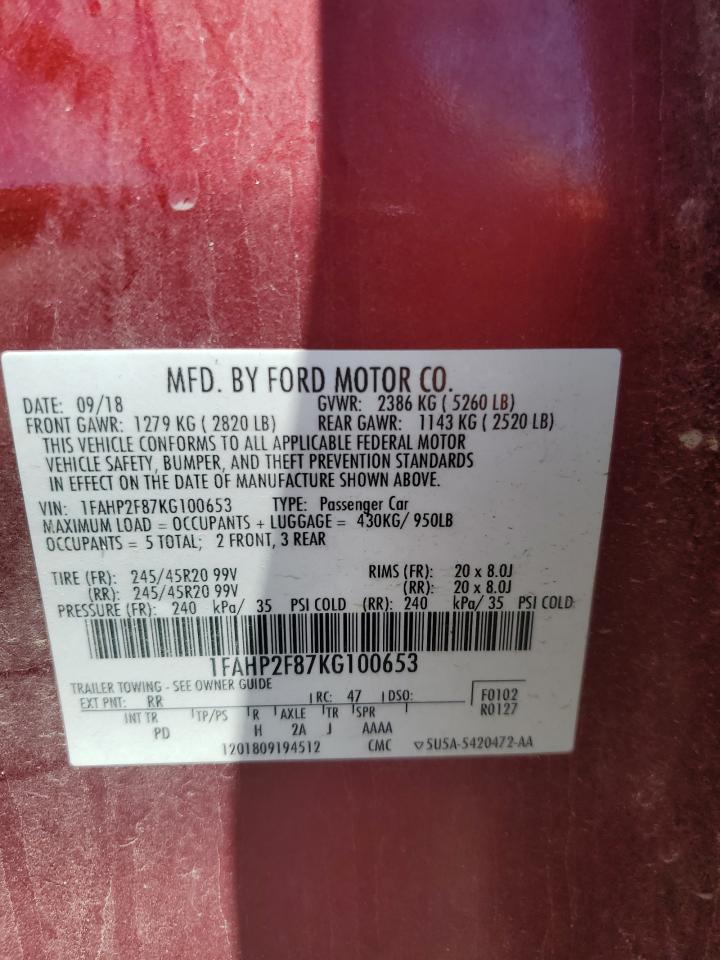 MFD. BY FORD MOTOR CO.
DATE: 09/18 GVWR: 2386 KG ( 5260 LB)
FRONT GAWR: 1279 KG ( 2820 LB) REAR GAWR: 1143 KG ( 2520 LB)
THIS VEHICLE CONFORMS TO ALL APPLICABLE FEDERAL MOTOR
VEHICLE SAFETY, BUMPER, AND THEFT PREVENTION STANDARDS
IN EFFECT ON THE DATE OF MANUFACTURE SHOWN ABOVE.
VIN: 1FAHP2F87KG100653 TYPE: Passenger Car
MAXIMUM LOAD = OCCUPANTS + LUGGAGE = 430KG/ 950LB
OCCUPANTS = 5 TOTAL; 2 FRONT, 3 REAR
TIRE (FR): 245/45R20 99V RIMS (FR): 20 x 8.0J
(RR): 245/45R20 99V (RR): 20 x 8.0J
PRESSURE (FR): 240 kPa/ 35 PSI COLD (RR): 240 kPa/ 35 PSI COLD
1FAHP2F87KG100653
TRAILER TOWING - SEE OWNER GUIDE
EXT PNT: RR RC: 47 DSO: F0102
INT TR TP/PS R AXLE TR SPR R0127
PD H 2A J AAAA
1201809194512 CMC ▽5U5A-5420472-AA